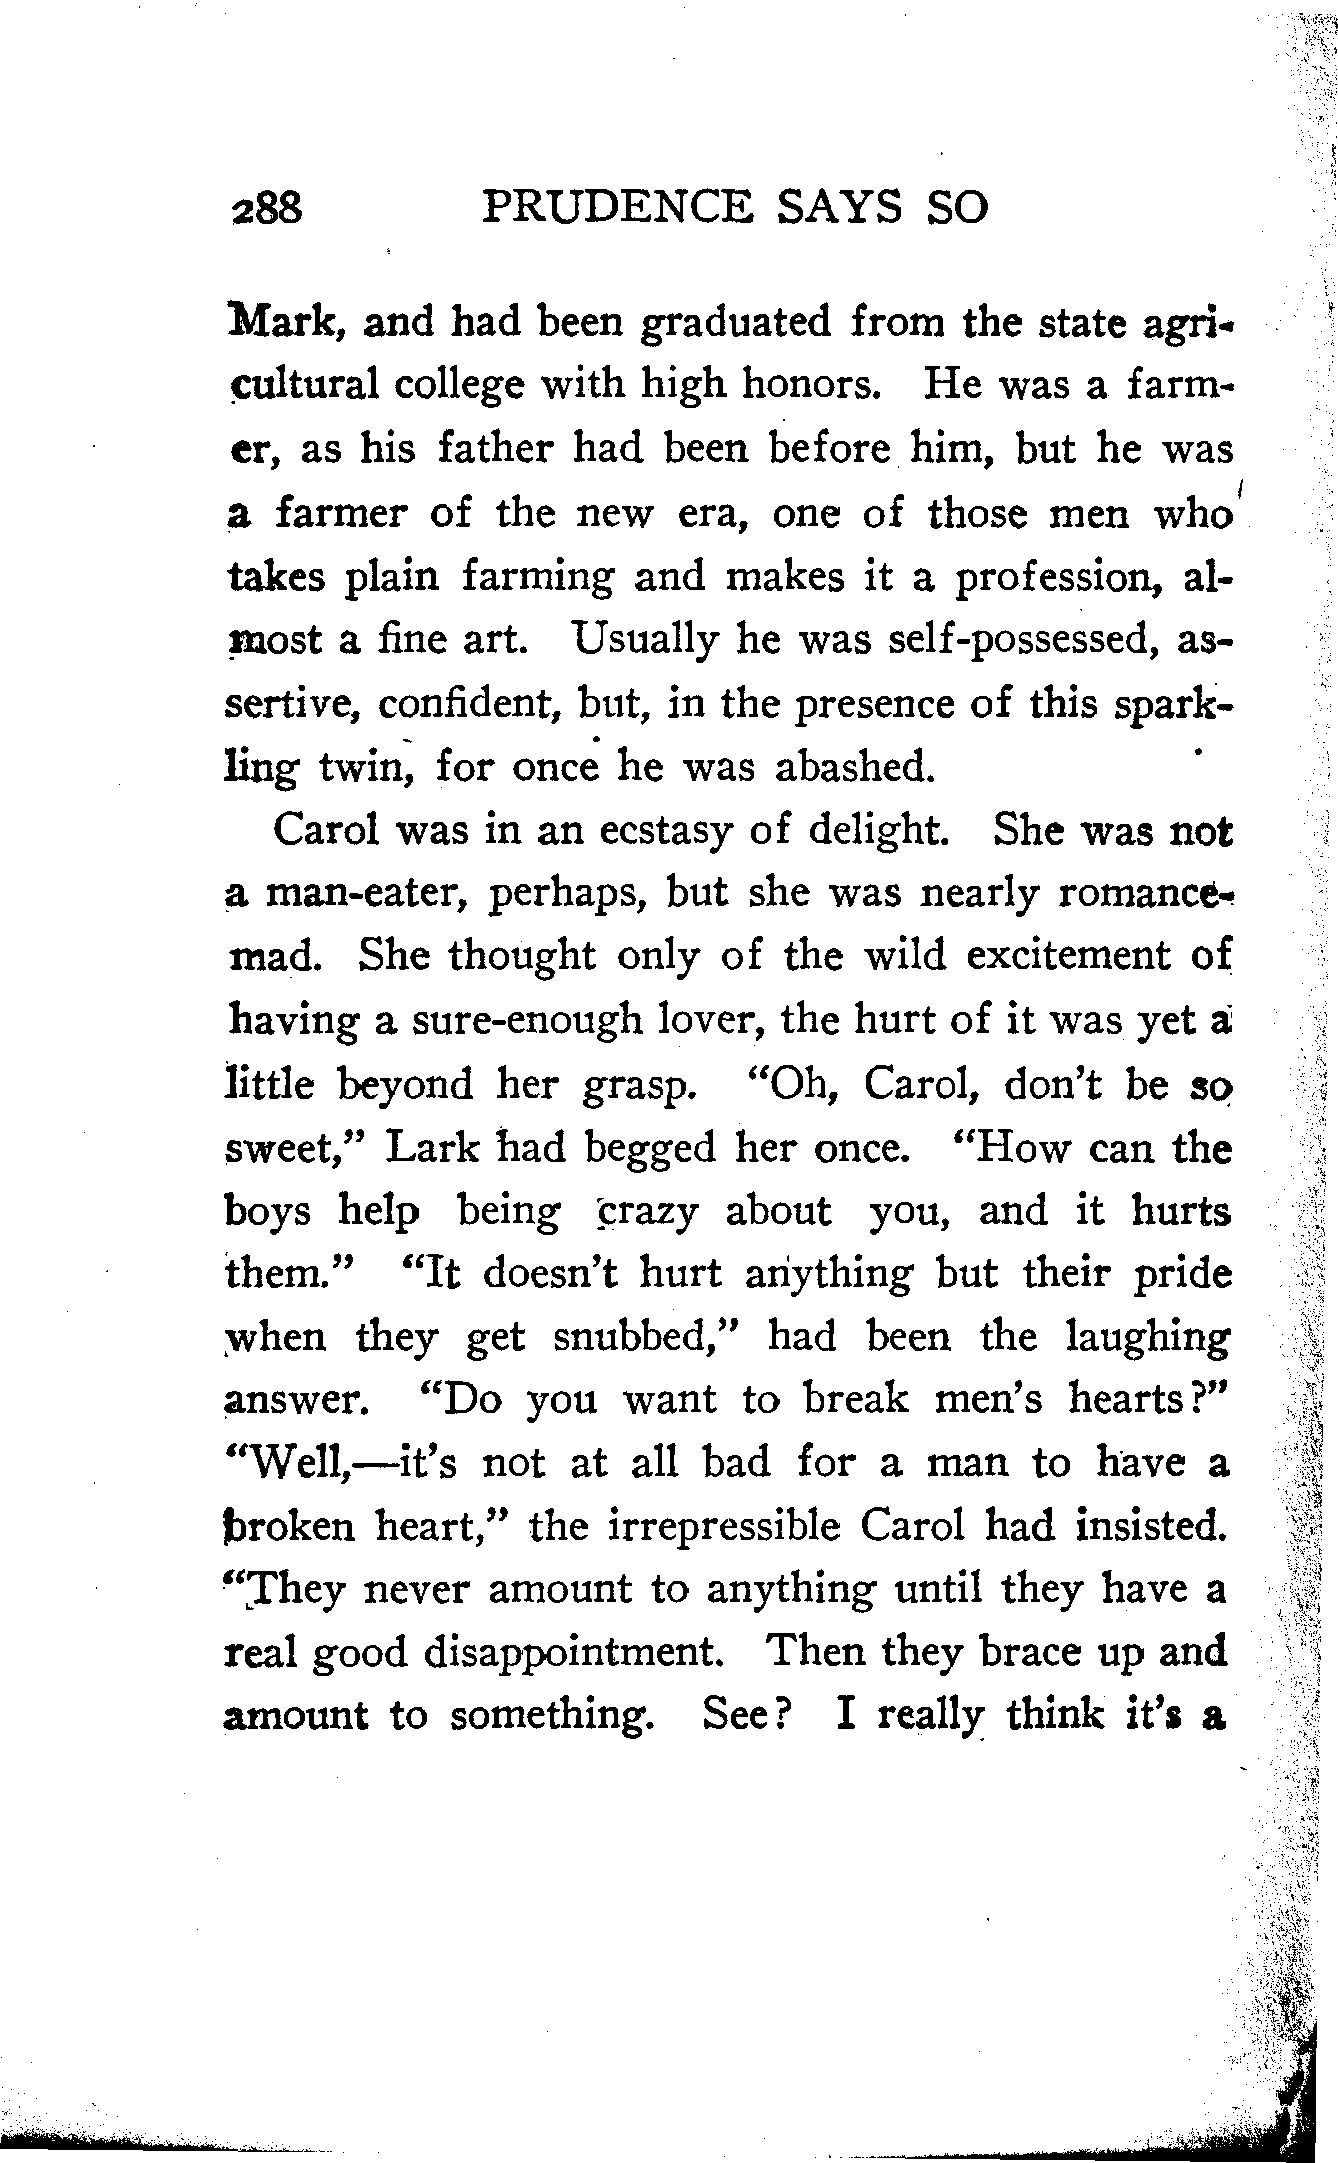 288 PRUDENCE SAYS SO
Mark, and had been graduated from the state agri-
cultural college with high honors. He was a farm-
er, as his father had been before him, but he was
a farmer of the new era, one of those men who
takes plain farming and makes it a profession, al-
most a fine art. Usually he was self-possessed, as-
sertive, confident, but, in the presence of this spark-
ling twin, for once he was abashed.
Carol was in an ecstasy of delight. She was not
a man-eater, perhaps, but she was nearly romance-
mad. She thought only of the wild excitement of
having a sure-enough lover, the hurt of it was yet a
little beyond her grasp. “Oh, Carol, don’t be so
sweet,” Lark had begged her once. “How can the
boys help being crazy about you, and it hurts
them.” “It doesn’t hurt anything but their pride
when they get snubbed,” had been the laughing
answer. “Do you want to break men’s hearts?”
“Well,—it’s not at all bad for a man to have a
broken heart,” the irrepressible Carol had insisted.
“They never amount to anything until they have a
real good disappointment. Then they brace up and
amount to something. See? I really think it’s a